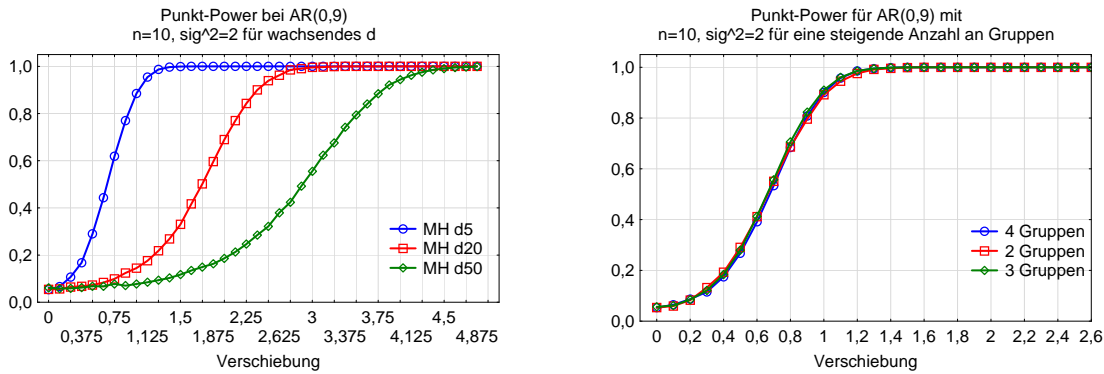 Punkt-Power bei AR(0,9)
n=10, sig^2=2 für wachsendes d
1,0
0,8
0,6
0,4
0,2
0,0
MH d5
MH d20
MH d50
0 0,75 1,5 2,25 3 3,75 4,5
0,375 1,125 1,875 2,625 3,375 4,125 4,875
Verschiebung
Punkt-Power für AR(0,9) mit
n=10, sig^2=2 für eine steigende Anzahl an Gruppen
1,0
0,8
0,6
0,4
0,2
0,0
4 Gruppen
2 Gruppen
3 Gruppen
0 0,2 0,4 0,6 0,8 1 1,2 1,4 1,6 1,8 2 2,2 2,4 2,6
Verschiebung